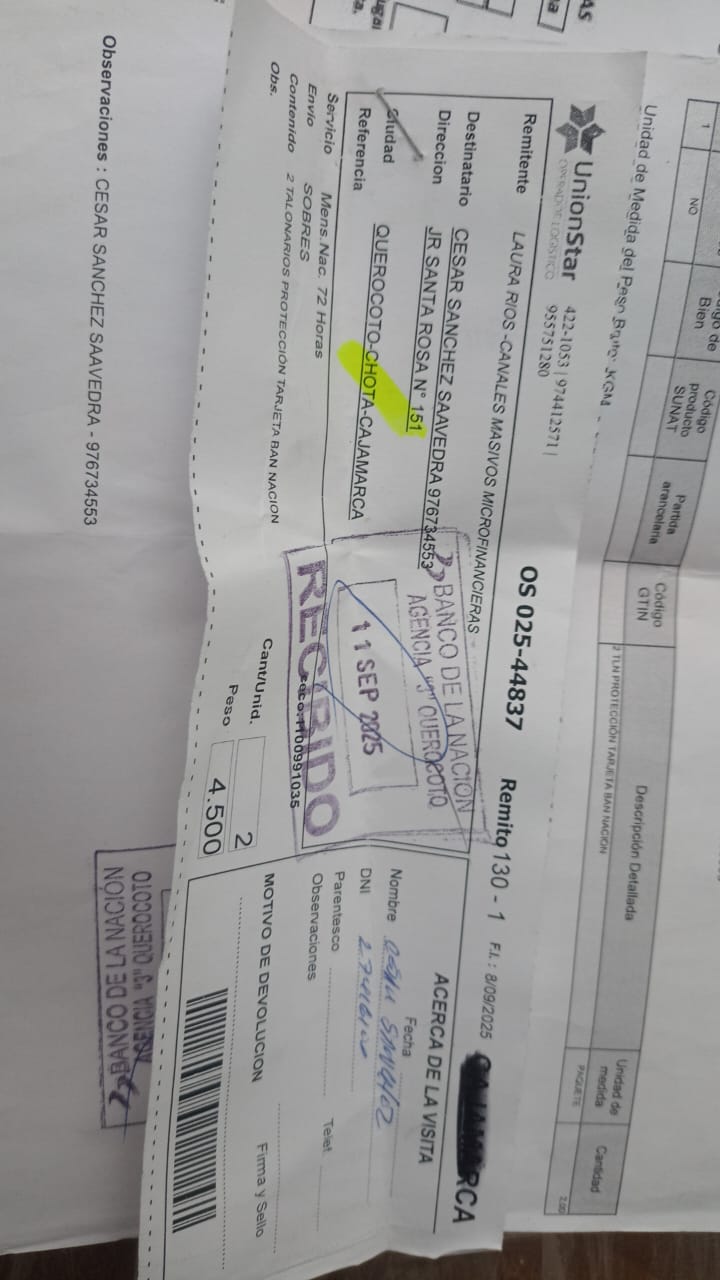 Unidad de Medida del Peso Bruto: KGM
1
NO
Bien
Código producto SUNAT
Partida arancelaria
Código GTIN
Descripción Detallada
Unidad de medida
Cantidad
2 TLN PROTECCIÓN TARJETA BAN NACION
PAQUETE
2.00
UnionStar
OPERADOR LOGISTICO
422-1053 | 974412571 |
955751280
OS 025-44837
Remito 130 - 1
F.I.: 8/09/2025
Remitente LAURA RIOS -CANALES MASIVOS MICROFINANCIERAS
Destinatario CESAR SANCHEZ SAAVEDRA 976734553
Direccion JR SANTA ROSA N° 151
Ciudad QUEROCOTO-CHOTA-CAJAMARCA
Referencia
Servicio Mens.Nac. 72 Horas
Envio SOBRES
Contenido 2 TALONARIOS PROTECCIÓN TARJETA BAN NACION
Obs.
BANCO DE LA NACION
AGENCIA "3" QUEROCOTO
11 SEP 2025
RECIBIDO
Cant/Unid. 2
Peso 4.500
ACERCA DE LA VISITA
Fecha
Nombre
DNI
Parentesco
Telef.
Observaciones
MOTIVO DE DEVOLUCION
Firma y Sello
Observaciones : CESAR SANCHEZ SAAVEDRA - 976734553
BANCO DE LA NACION
AGENCIA "3" QUEROCOTO